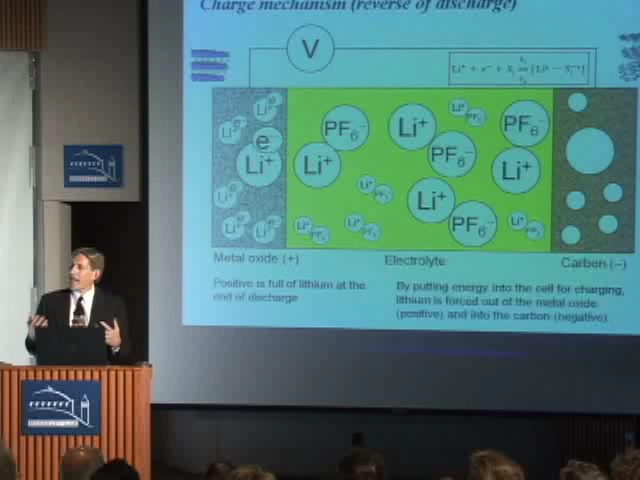 Charge mechanism (reverse of discharge)
V
Li⁺ e⁻ Li⁺
e⁻
Li⁺
PF₆⁻
Li⁺
Li⁺
PF₆⁻
Li⁺
PF₆⁻
PF₆⁻
Li⁺
Metal oxide (+)
Electrolyte
Carbon (–)
Positive is full of lithium at the
end of discharge
By putting energy into the cell for charging,
lithium is forced out of the metal oxide
(positive) and into the carbon (negative).